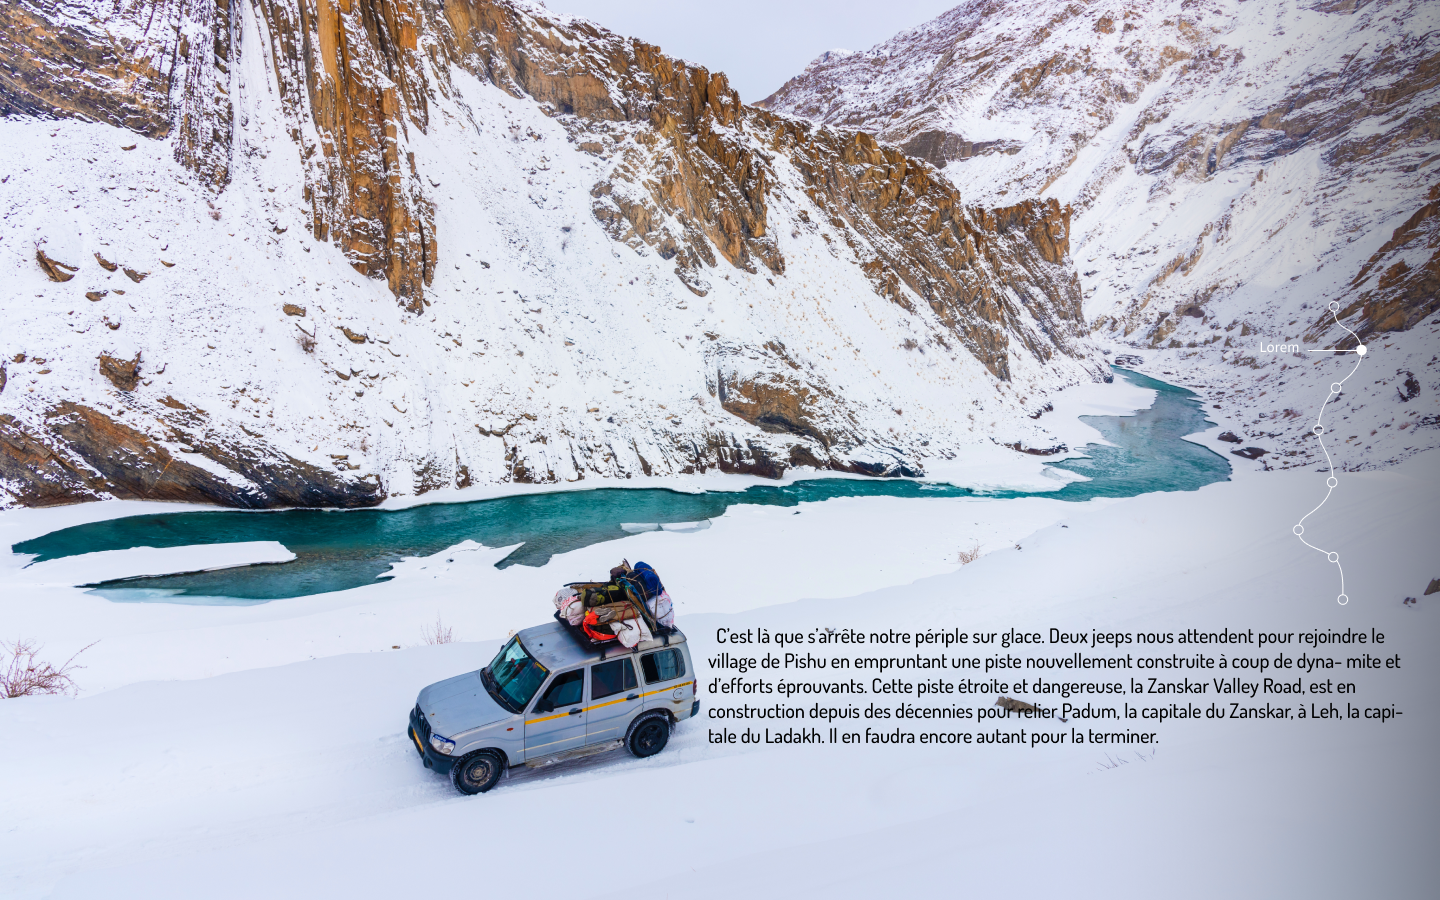 Lorem
C’est là que s’arrête notre périple sur glace. Deux jeeps nous attendent pour rejoindre le
village de Pishu en empruntant une piste nouvellement construite à coup de dyna- mite et
d’efforts éprouvants. Cette piste étroite et dangereuse, la Zanskar Valley Road, est en
construction depuis des décennies pour relier Padum, la capitale du Zanskar, à Leh, la capi-
tale du Ladakh. Il en faudra encore autant pour la terminer.